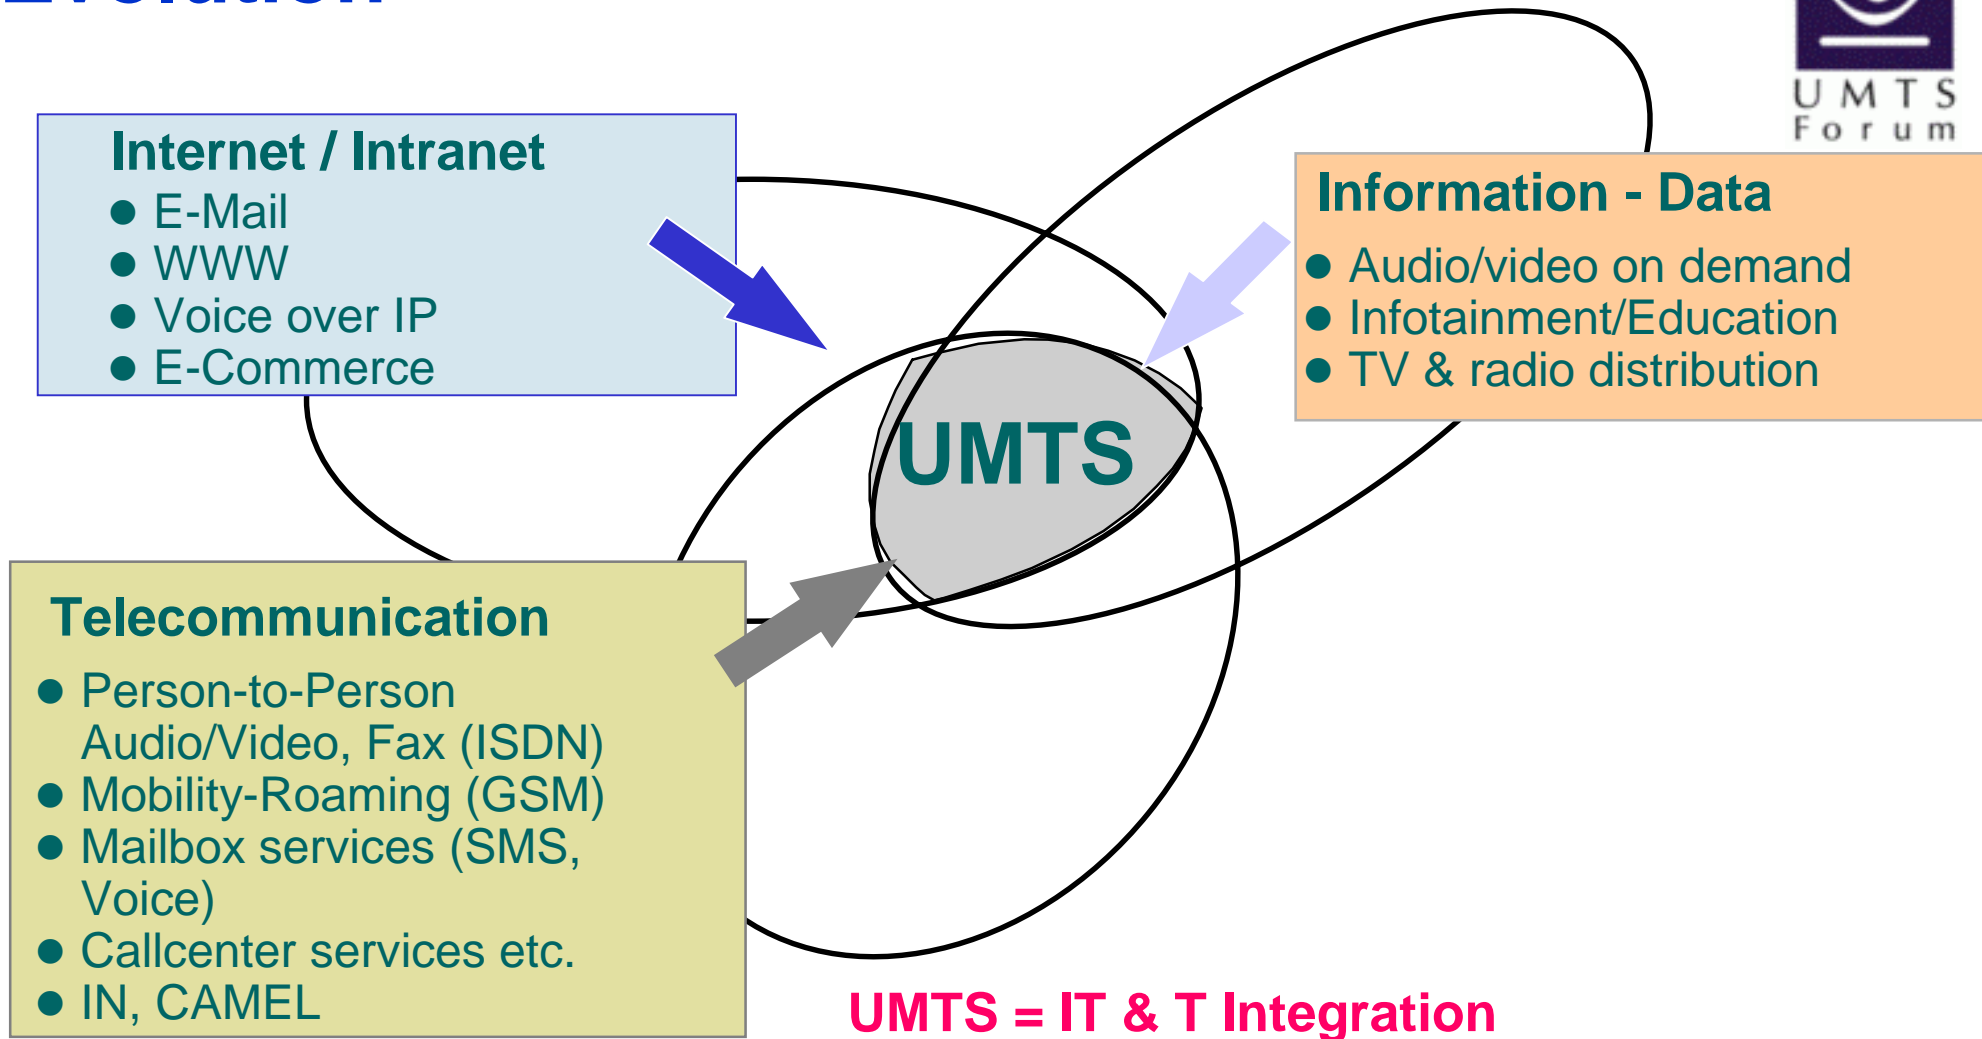 Internet / Intranet
● E-Mail
● WWW
● Voice over IP
● E-Commerce
UMTS
Forum
Information - Data
● Audio/video on demand
● Infotainment/Education
● TV & radio distribution
UMTS
Telecommunication
● Person-to-Person
Audio/Video, Fax (ISDN)
● Mobility-Roaming (GSM)
● Mailbox services (SMS,
Voice)
● Callcenter services etc.
● IN, CAMEL
UMTS = IT & T Integration